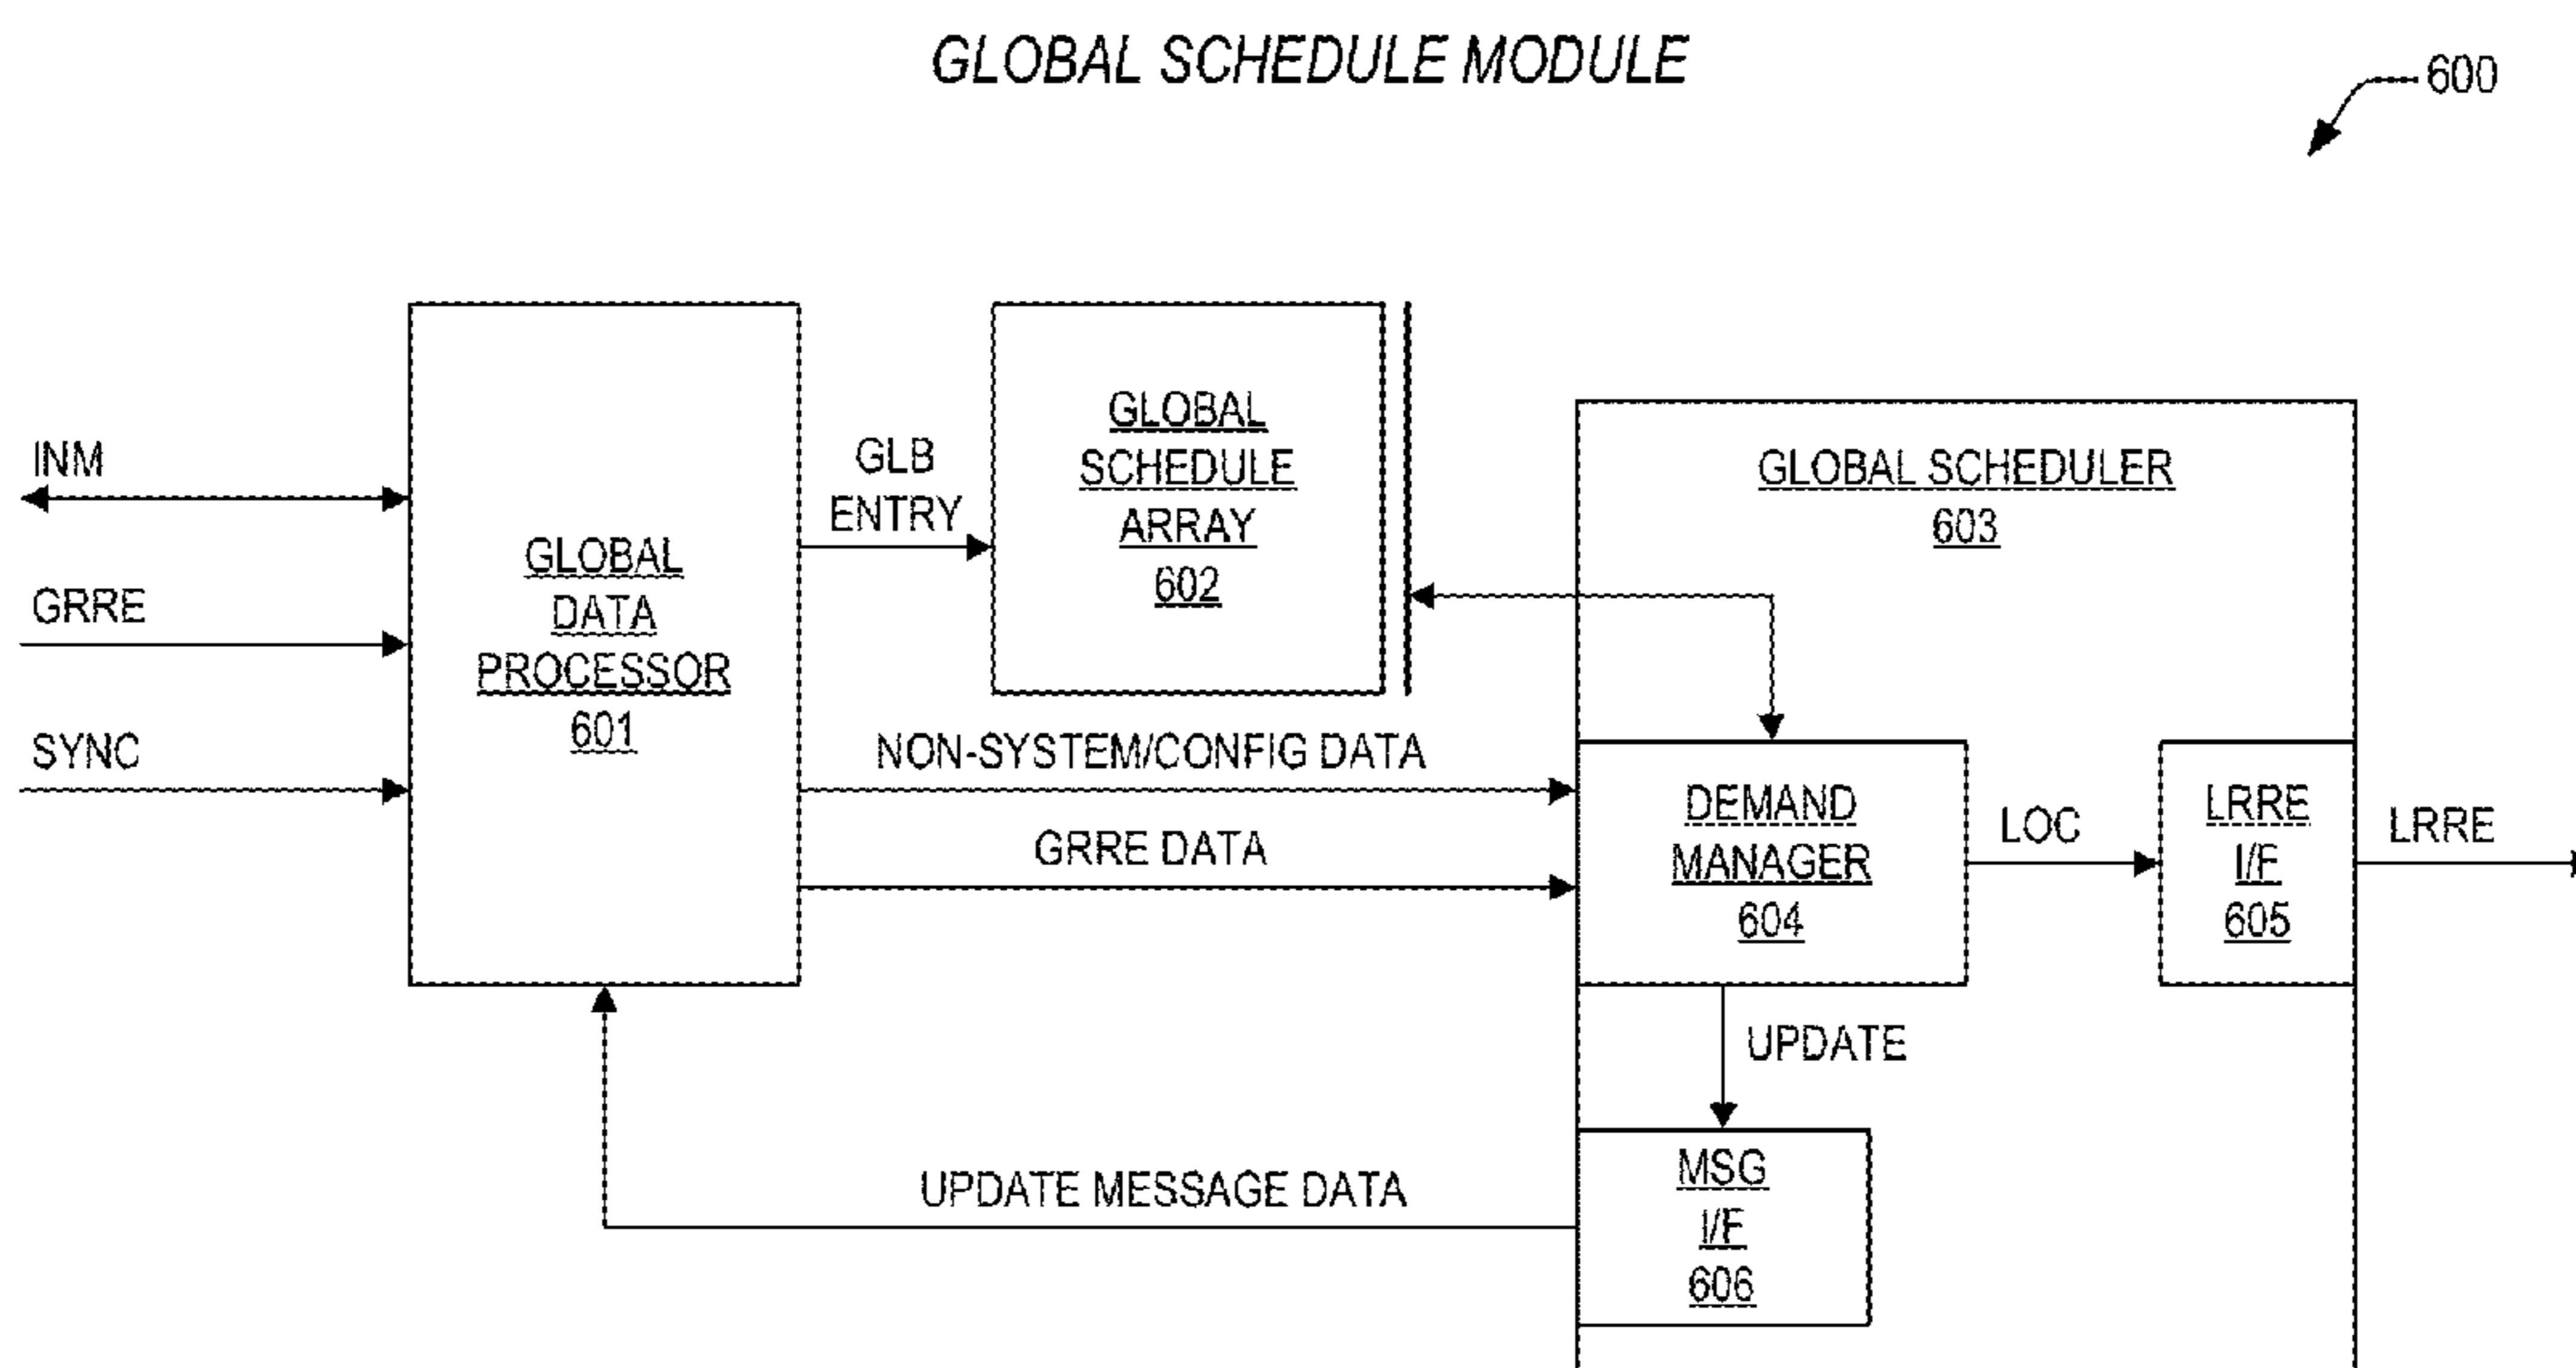 GLOBAL SCHEDULE MODULE
600
INM
GRRE
SYNC
GLOBAL
DATA
PROCESSOR
601
GLB
ENTRY
GLOBAL
SCHEDULE
ARRAY
602
NON-SYSTEM/CONFIG DATA
GRRE DATA
UPDATE MESSAGE DATA
GLOBAL SCHEDULER
603
DEMAND
MANAGER
604
LOC
LRRE
I/F
605
LRRE
UPDATE
MSG
I/F
606